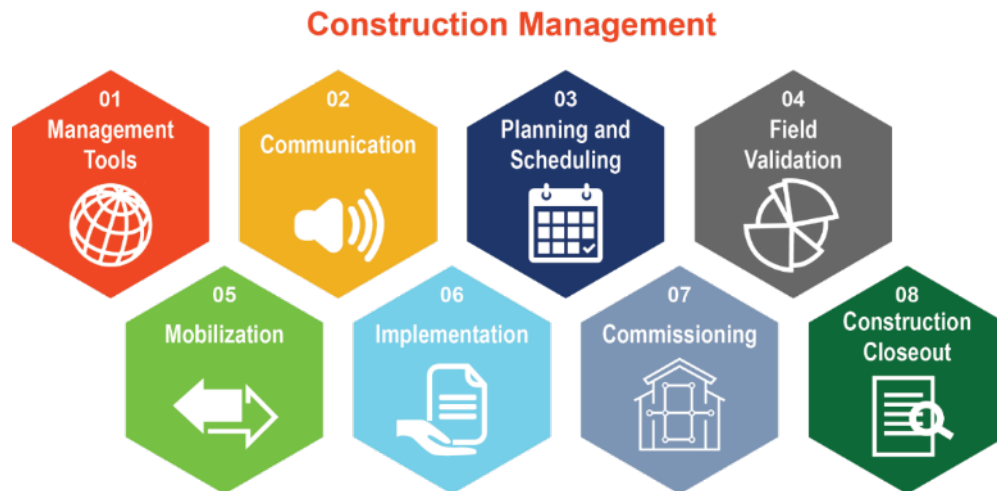 Construction Management
01
Management
Tools
02
Communication
03
Planning and
Scheduling
04
Field
Validation
05
Mobilization
06
Implementation
07
Commissioning
08
Construction
Closeout